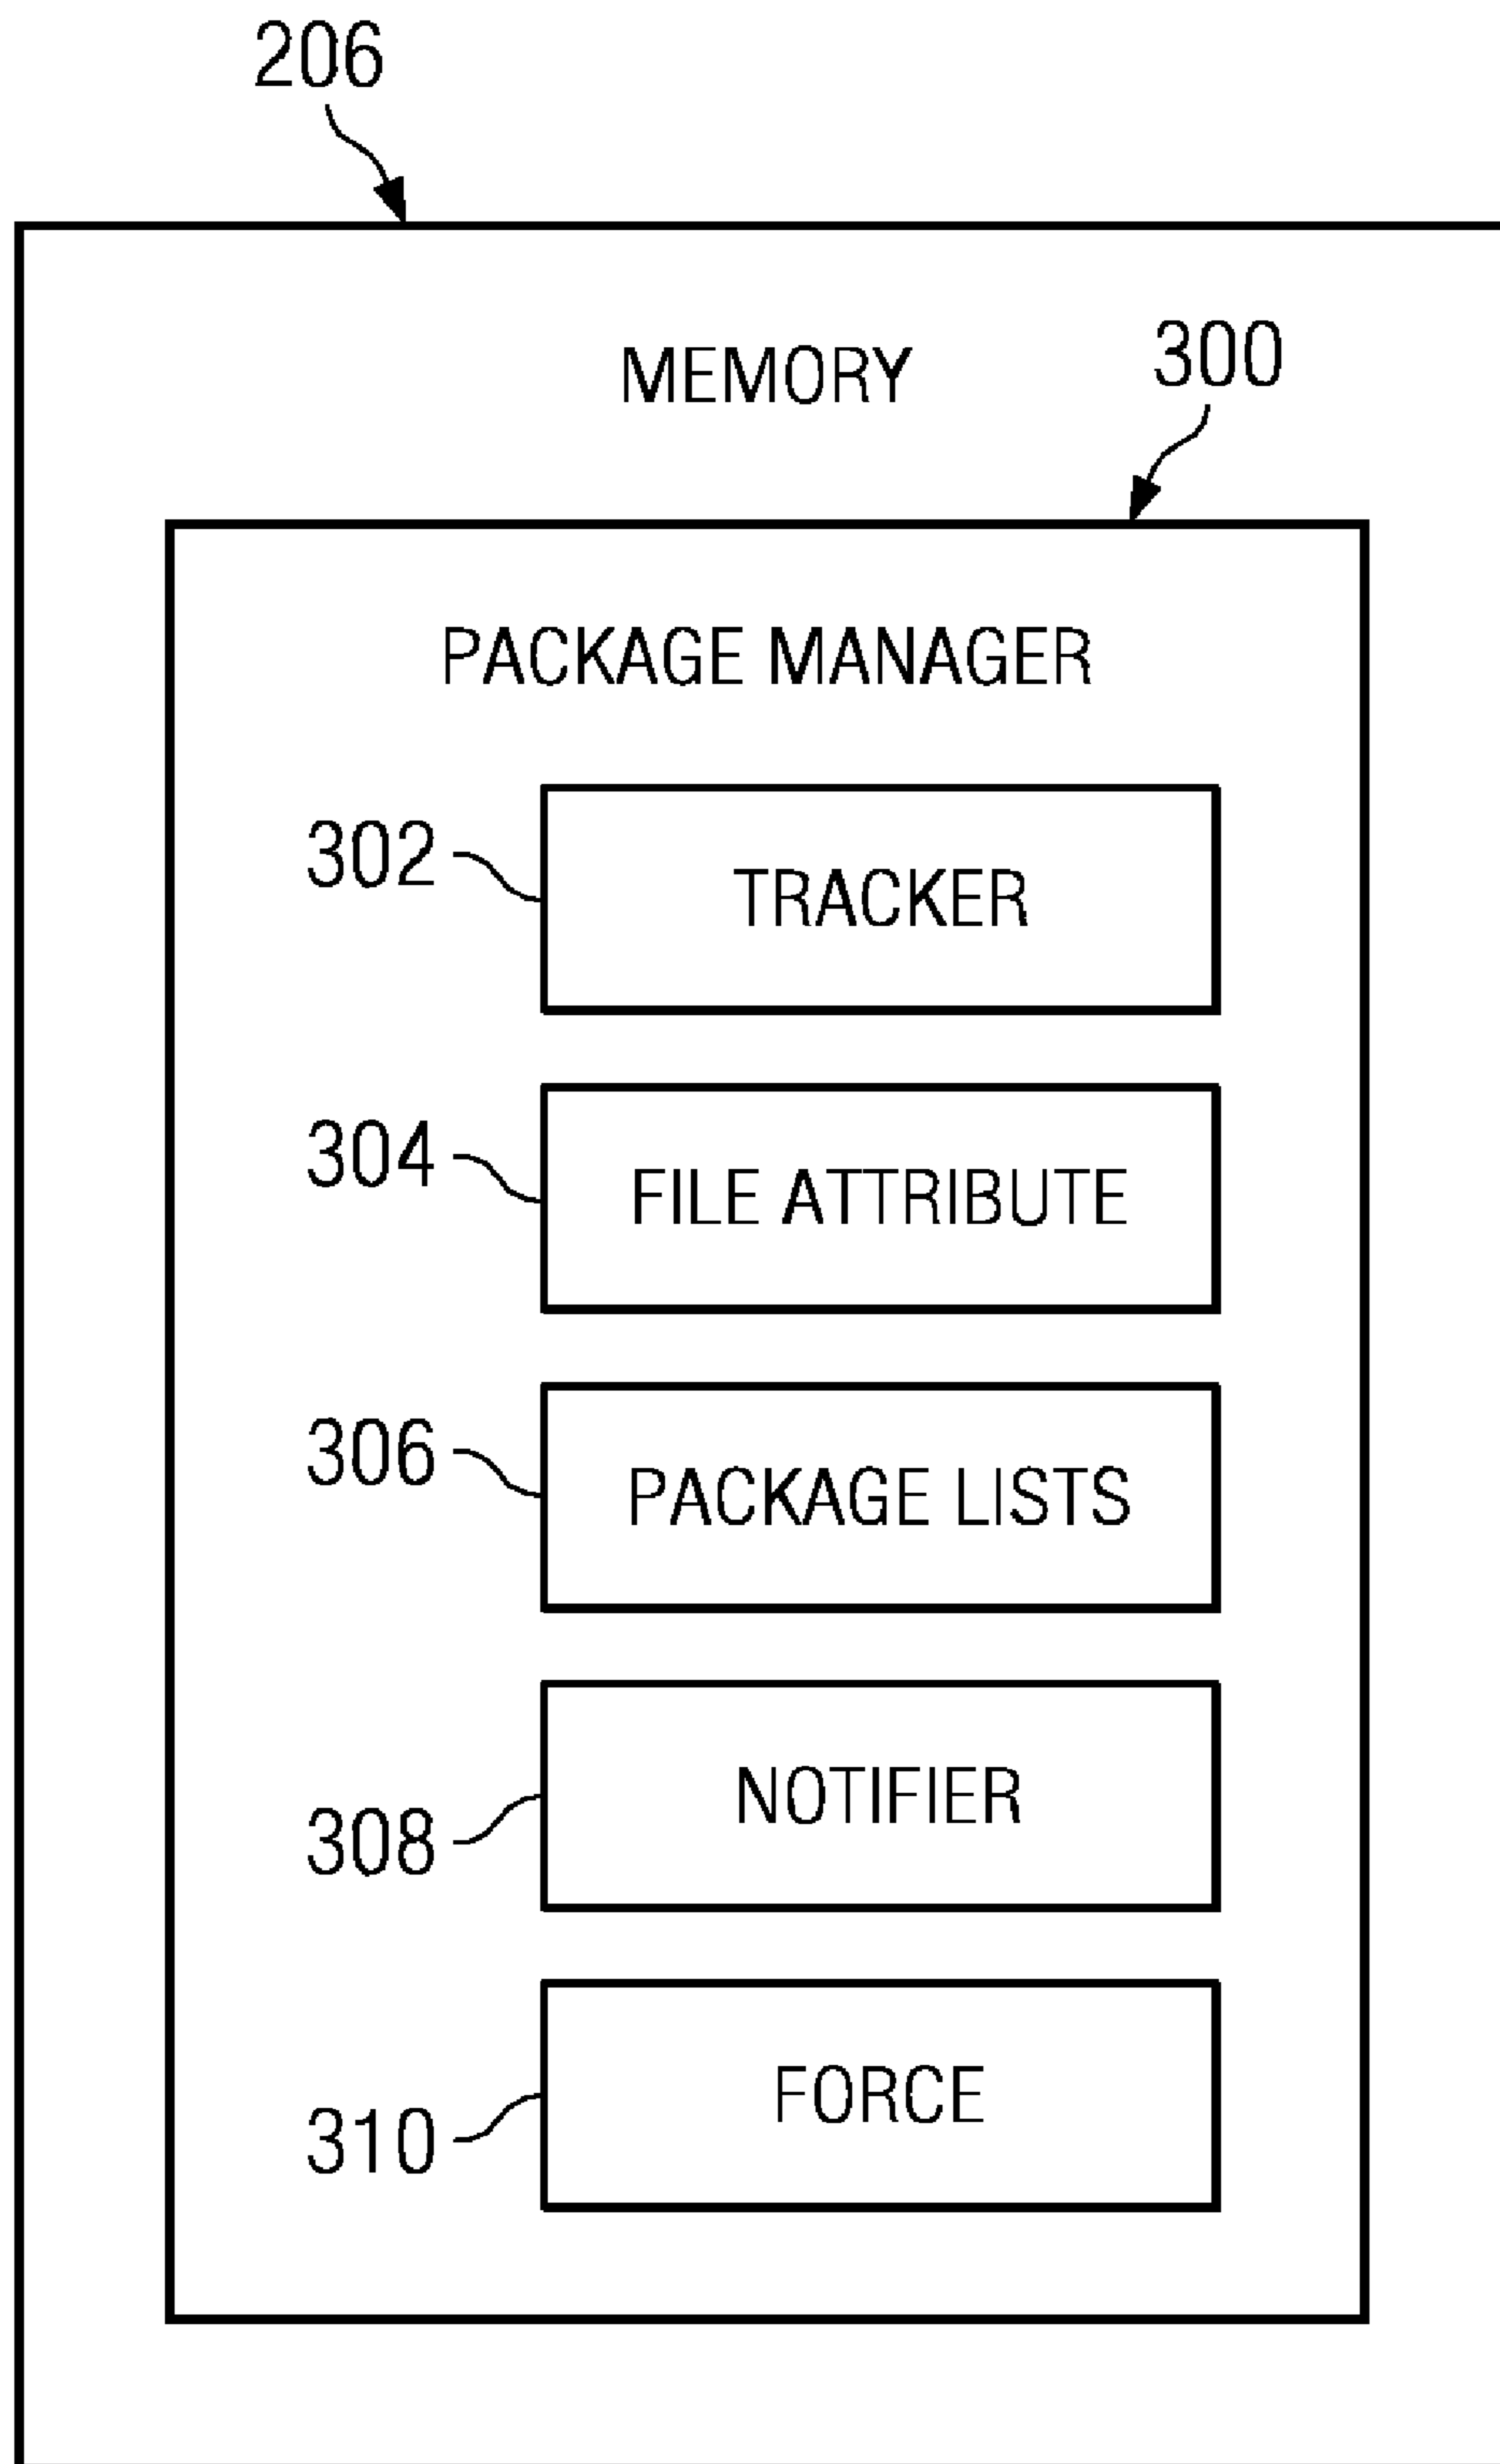 206
MEMORY
300
PACKAGE MANAGER
302
TRACKER
304
FILE ATTRIBUTE
306
PACKAGE LISTS
308
NOTIFIER
310
FORCE